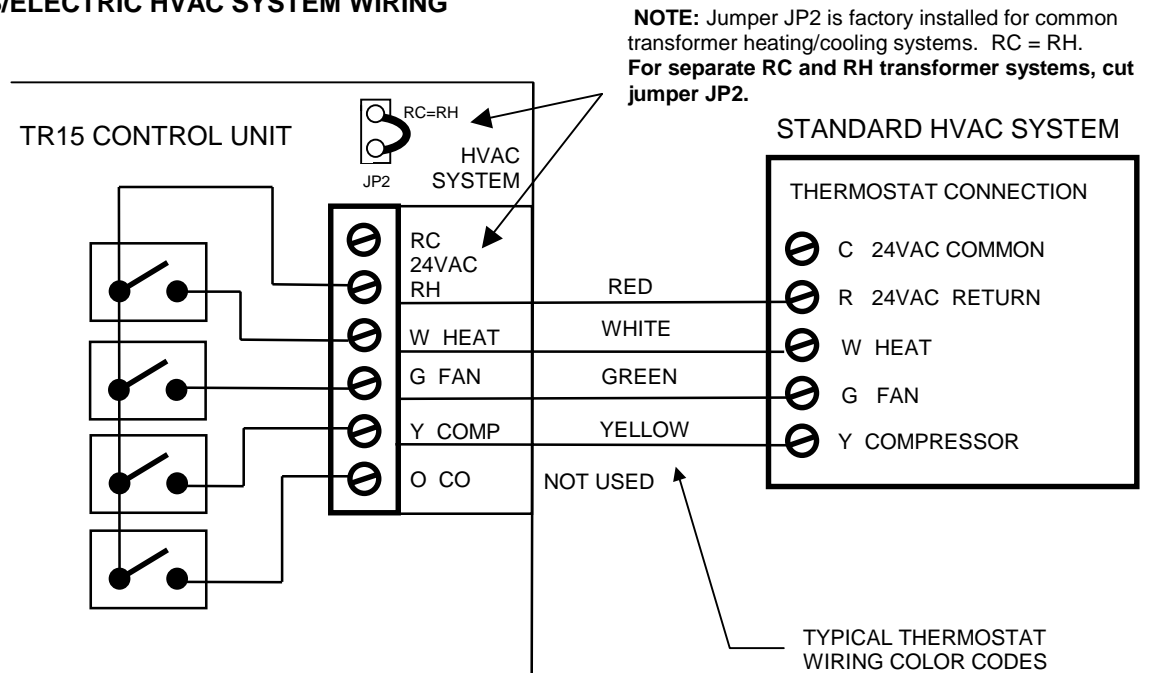 /ELECTRIC HVAC SYSTEM WIRING
NOTE: Jumper JP2 is factory installed for common
transformer heating/cooling systems. RC = RH.
For separate RC and RH transformer systems, cut
jumper JP2.
TR15 CONTROL UNIT
RC=RH
JP2
HVAC
SYSTEM
STANDARD HVAC SYSTEM
THERMOSTAT CONNECTION
RC
24VAC
RH
W HEAT
G FAN
Y COMP
O CO
RED
WHITE
GREEN
YELLOW
NOT USED
C 24VAC COMMON
R 24VAC RETURN
W HEAT
G FAN
Y COMPRESSOR
TYPICAL THERMOSTAT
WIRING COLOR CODES